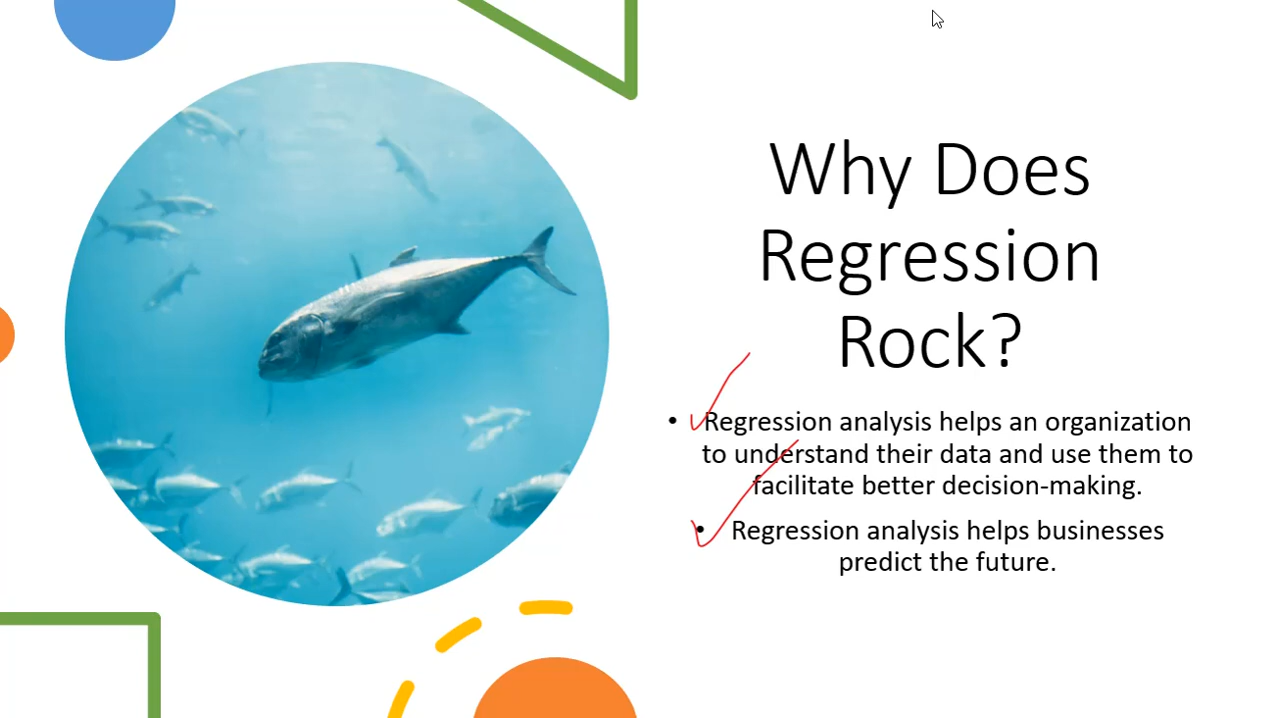 Why Does
Regression
Rock?
• Regression analysis helps an organization
to understand their data and use them to
facilitate better decision-making.
• Regression analysis helps businesses
predict the future.